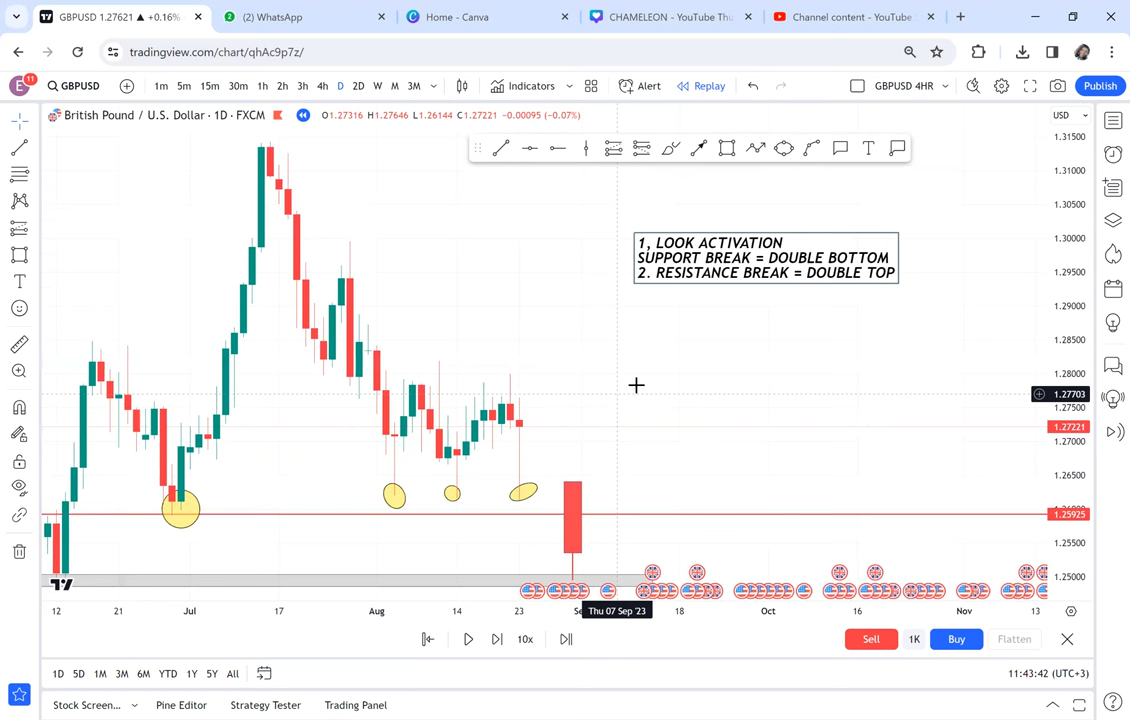 GBPUSD 1.27621 ▲ +0.16%
(2) WhatsApp
Home - Canva
CHAMELEON - YouTube Thu
Channel content - YouTube S
tradingview.com/chart/qhAc9p7z/
E
11
GBPUSD
1m 5m 15m 30m 1h 2h 3h 4h D 2D W M 3M
Indicators
Alert
Replay
GBPUSD 4HR
Publish
British Pound / U.S. Dollar · 1D · FXCM
O1.27316 H1.27646 L1.26144 C1.27221 −0.00095 (−0.07%)
USD
1, LOOK ACTIVATION
SUPPORT BREAK = DOUBLE BOTTOM
2. RESISTANCE BREAK = DOUBLE TOP
1.31500
1.31000
1.30500
1.30000
1.29500
1.29000
1.28500
1.28000
1.27703
1.27500
1.27221
1.27000
1.26500
1.25925
1.25500
1.25000
12 21 Jul 17 Aug 14 23 Se Thu 07 Sep '23 18 Oct 16 Nov 13
10x
Sell
1K
Buy
Flatten
1D 5D 1M 3M 6M YTD 1Y 5Y All
11:43:42 (UTC+3)
Stock Screen...
Pine Editor
Strategy Tester
Trading Panel